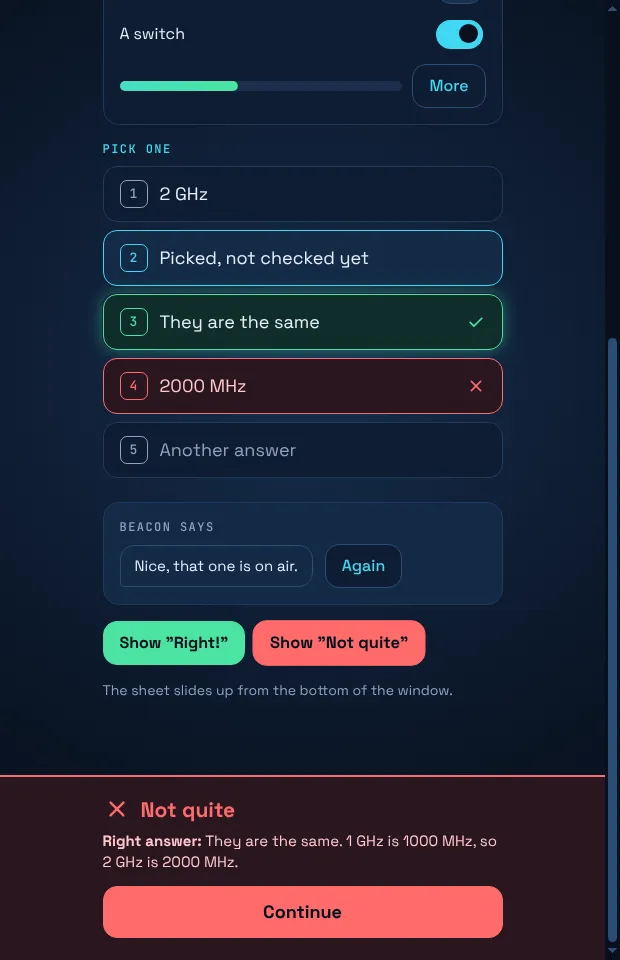 A switch
More
PICK ONE
1 2 GHz
2 Picked, not checked yet
3 They are the same
4 2000 MHz
5 Another answer
BEACON SAYS
Nice, that one is on air.
Again
Show ”Right!” Show ”Not quite”
The sheet slides up from the bottom of the window.
Not quite
Right answer: They are the same. 1 GHz is 1000 MHz, so
2 GHz is 2000 MHz.
Continue